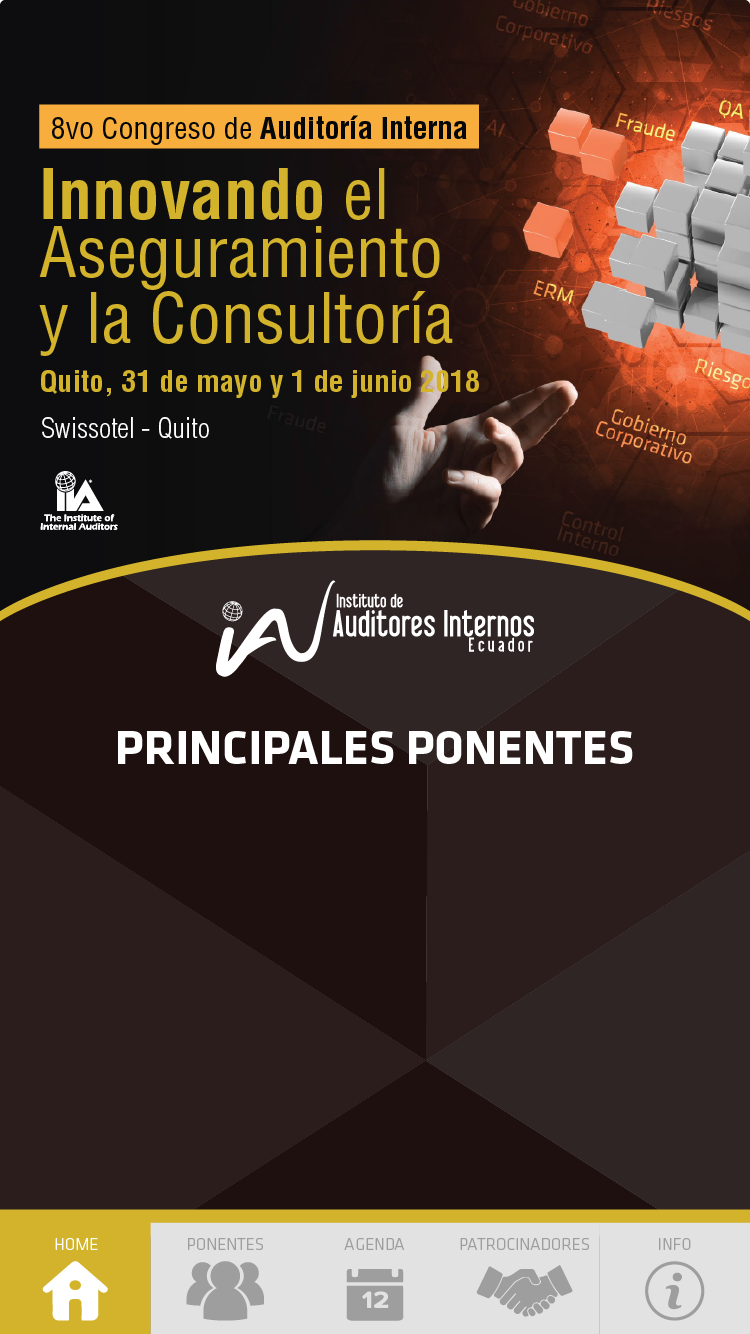 Gobierno
Corporativo
Riesgos
QA
Fraude
AI
8vo Congreso de Auditoría Interna
Innovando el
Aseguramiento
y la Consultoría
ERM
Quito, 31 de mayo y 1 de junio 2018
Swissotel - Quito
Fraude
Gobierno
Corporativo
Control
Interno
The Institute of
Internal Auditors
Instituto de
Auditores Internos
Ecuador
PRINCIPALES PONENTES
HOME
PONENTES
AGENDA
PATROCINADORES
INFO
12